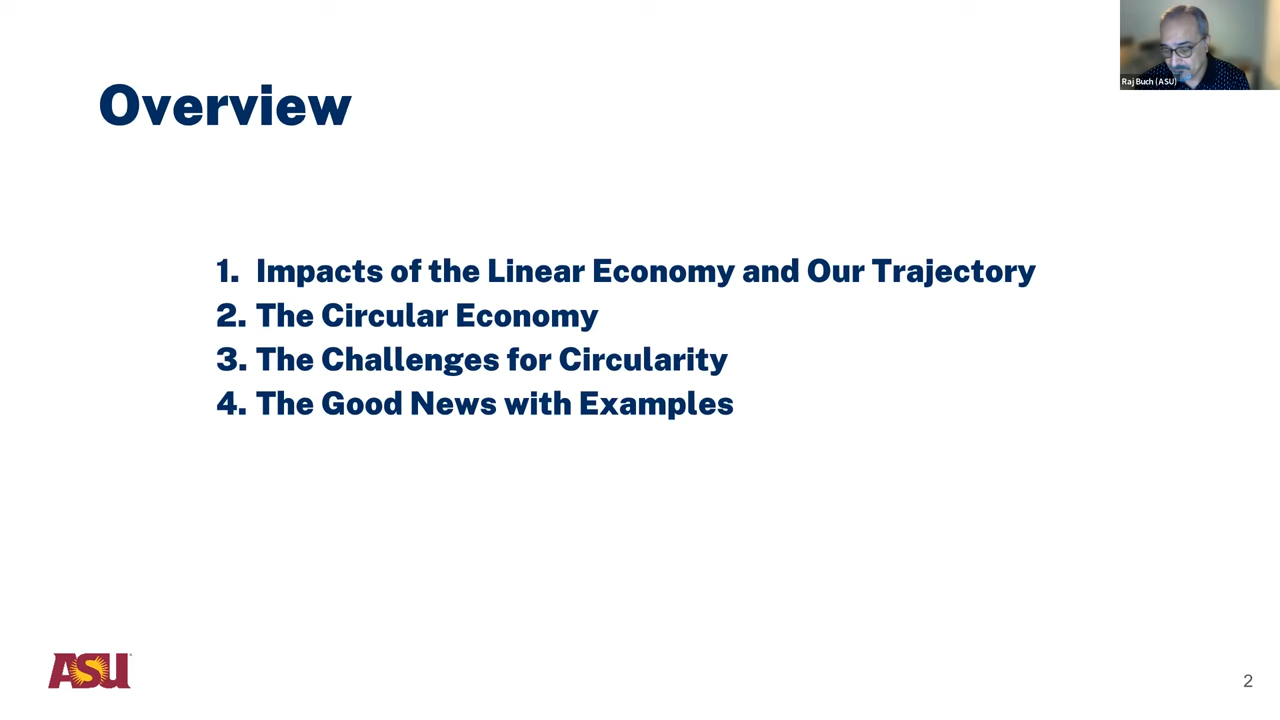 Overview
Raj Buch (ASU)
1. Impacts of the Linear Economy and Our Trajectory
2. The Circular Economy
3. The Challenges for Circularity
4. The Good News with Examples
ASU
2